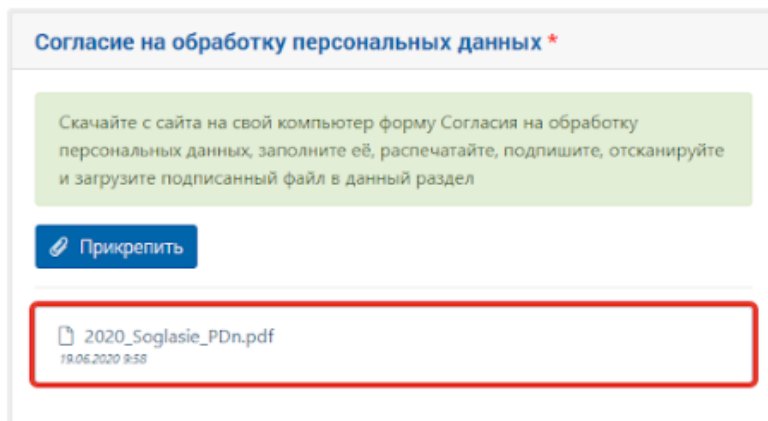 Согласие на обработку персональных данных *
Скачайте с сайта на свой компьютер форму Согласия на обработку
персональных данных, заполните её, распечатайте, подпишите, отсканируйте
и загрузите подписанный файл в данный раздел
Прикрепить
2020_Soglasie_PDn.pdf
19.06.2020 9:58